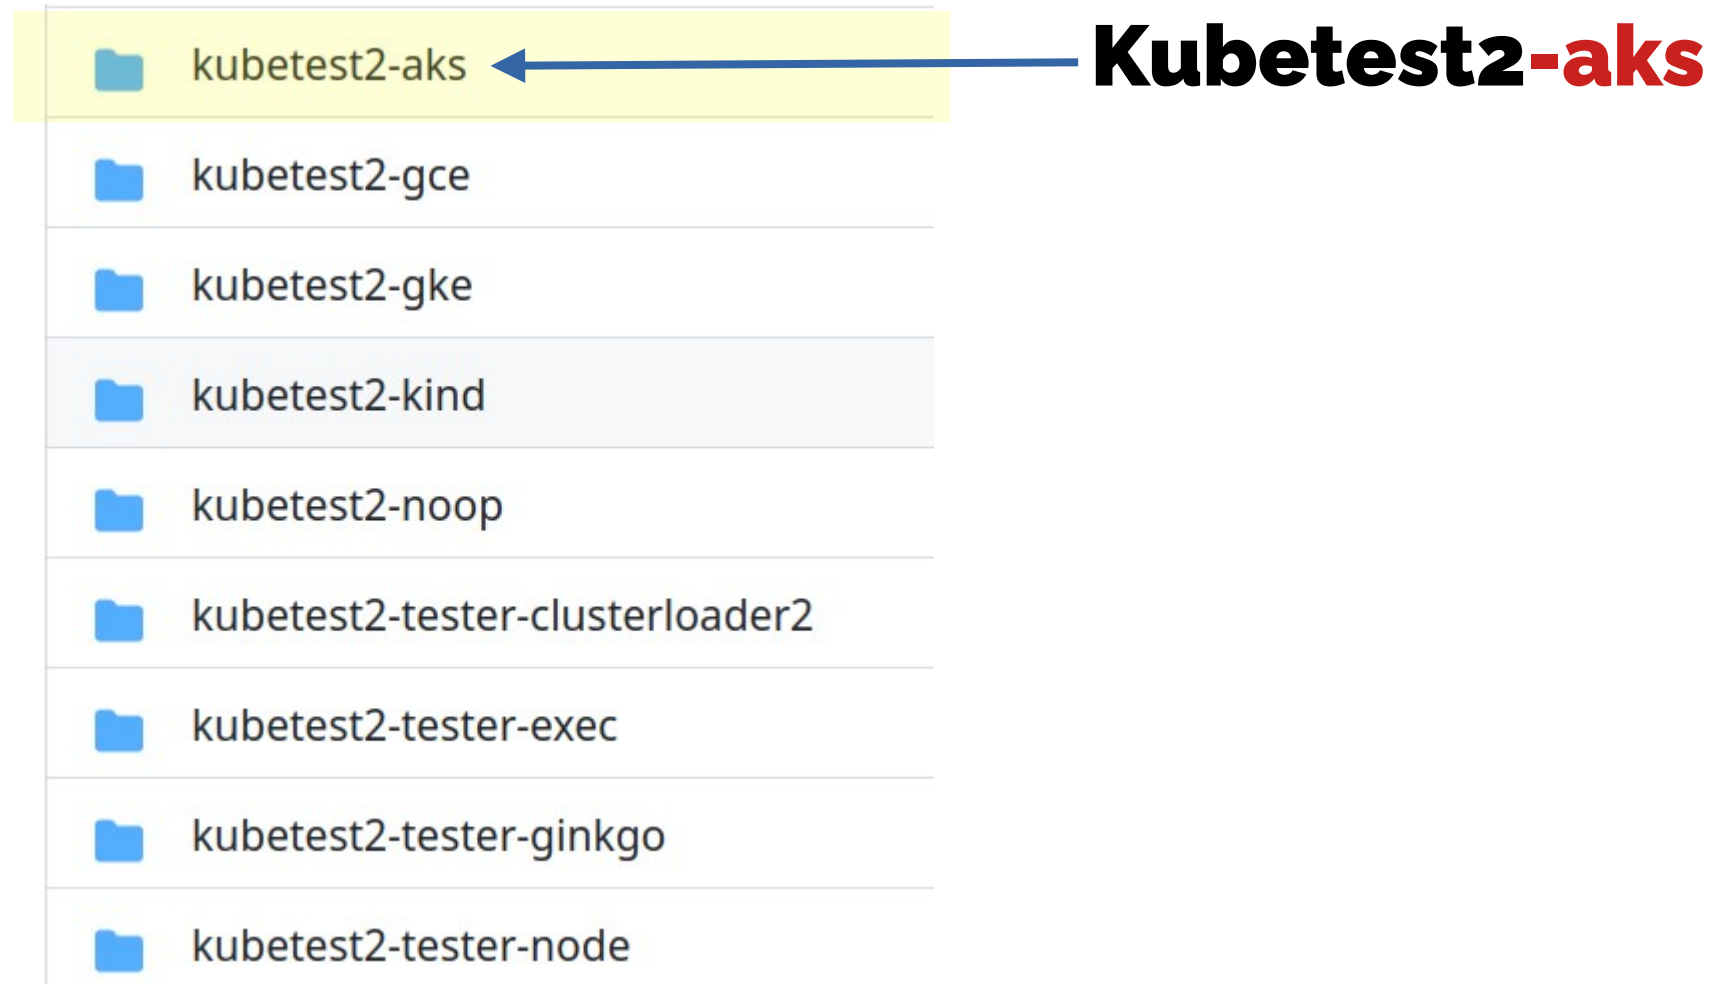 kubetest2-aks
Kubetest2-aks
kubetest2-gce
kubetest2-gke
kubetest2-kind
kubetest2-noop
kubetest2-tester-clusterloader2
kubetest2-tester-exec
kubetest2-tester-ginkgo
kubetest2-tester-node